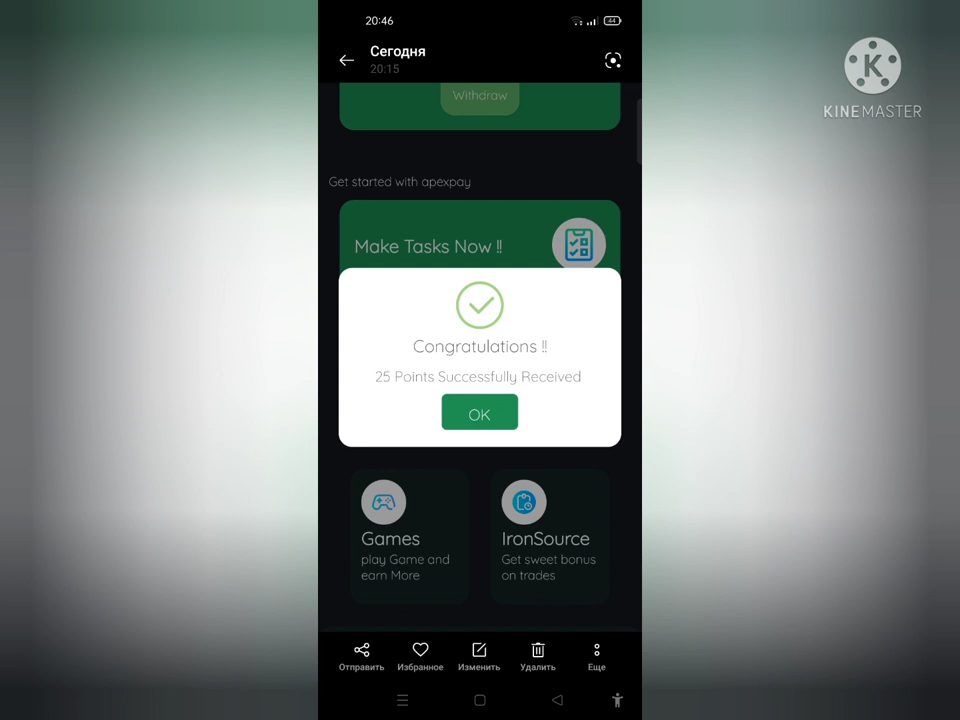 20:46
44
Сегодня
20:15
K
KINEMASTER
Withdraw
Get started with apexpay
Make Tasks Now !!
Congratulations !!
25 Points Successfully Received
OK
Games
play Game and
earn More
IronSource
Get sweet bonus
on trades
Отправить
Избранное
Изменить
Удалить
Еще